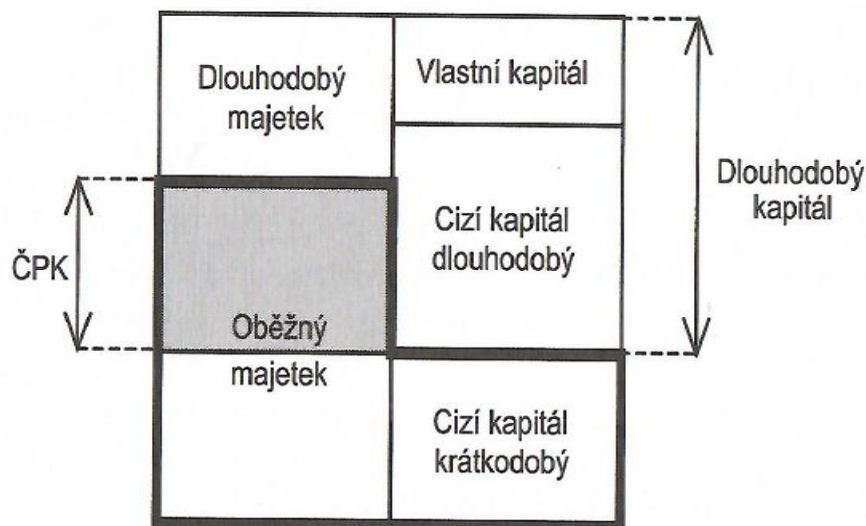 Dlouhodobý
majetek
Vlastní kapitál
Dlouhodobý
kapitál
ČPK
Cizí kapitál
dlouhodobý
Oběžný
majetek
Cizí kapitál
krátkodobý